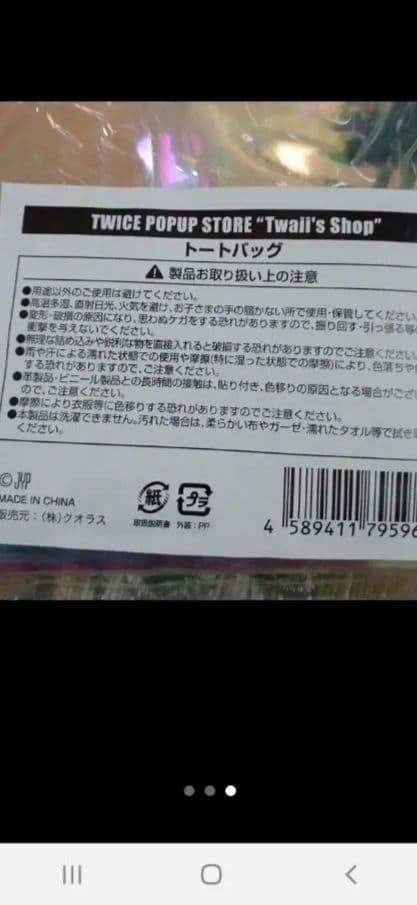 TWICE POPUP STORE “Twaii's Shop”
トートバッグ
製品お取り扱い上の注意
●用途以外のご使用は避けてください。
●高温多湿、直射日光、火気を避け、お子さまの手の届かない所で使用・保管してください
●変形・破損の原因になり、思わぬケガをする恐れがありますので、振り回す・引っ張る等
衝撃を与えないでください。
●無理な詰め込みや鋭利な物を直接入れると破損する恐れがありますのでご注意ください
●雨や汗による濡れた状態での使用や摩擦(特に湿った状態での摩擦)により、色落ちや
する恐れがありますので、ご注意ください。
●革製品・ビニール製品との長時間の接触は、貼り付き、色移りの原因となる場合がござ
ので、ご注意ください。
●摩擦により衣服等に色移りする恐れがありますのでご注意ください。
●本製品は洗濯できません。汚れた場合は、柔らかい布やガーゼ・濡れたタオル等で拭き
ください。
©JYP
MADE IN CHINA
販売元：(株)クオラス
紙
取扱説明書
プラ
外装：PP
4 589411 79596